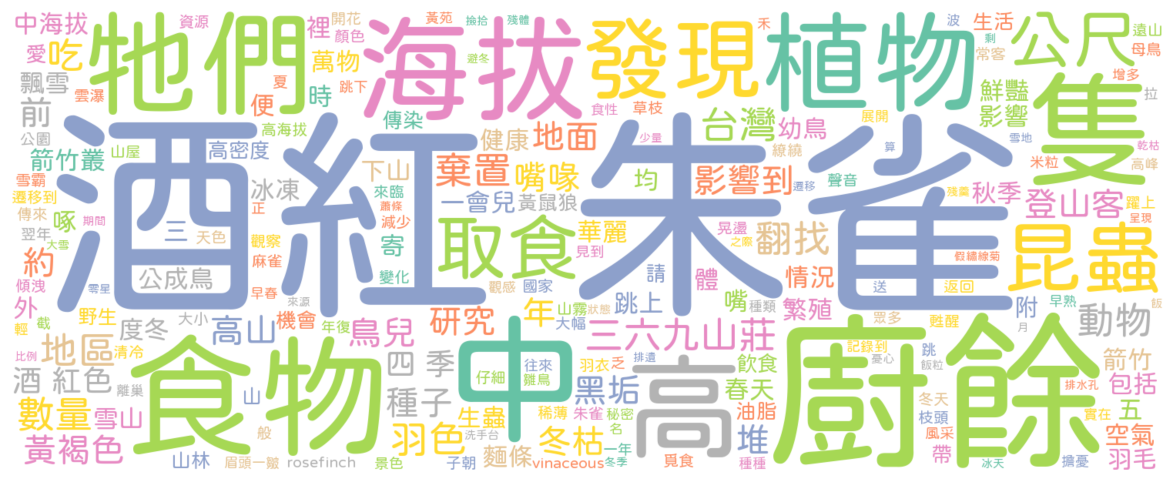 中海拔
愛
吃
資源
牠們
開花
裡
顏色
黃苑
撿拾
殘體
海拔
避冬
發現
植物
波
生活
剩
常客
公尺
遠山
母鳥
增多
飄雪
雲瀑
前
公園
萬物
夏
跳下
便
時
高海拔
傳染
健康
地面
食性
草枝
少量
台灣
幼鳥
繚繞
展開
算
鮮豔
影響
雪地
隻
拉
乾枯
米粒
高峰
箭竹叢
山屋
高密度
雪霸
遷移到
傳來
翌年
啄
期間
大雪
三
天色
冰凍
正
觀察
麻雀
下山
來臨
蕭條
減少
寄
變化
酒紅朱雀
棄置
嘴喙
一會兒
黃鼠狼
均
影響到
遷移
聲音
取食
華麗
見到
晃盪
之際
翻找
請
體
情況
假繡線菊
秋季
登山客
躍上
呈現
昆蟲
約
傾洩
外
輕
截
零星
公成鳥
早春
來源
觀感
國家
山霧
狀態
跳上
嘴
種類
繁殖
送
返回
附
早熟
月
飯
野生
度冬
大小
高山
機會
年復
鳥兒
研究
年
大幅
三六九山莊
眾多
甦醒
動物
比例
地區
清冷
酒紅色
離巢
食物
四季
種子
中
仔細
往來
雛鳥
排遺
羽衣
乏
黑垢
高
飲食
春天
記錄到
跳
飯粒
憂心
廚餘
箭竹
排水孔
包括
數量
雪山
山
般
羽色
生蟲
洗手台
稀薄
朱雀
秘密
名
油脂
冬天
枝頭
風采
實在
五
帶
空氣
黃褐色
山林
眉頭一皺
rosefinch
景色
子朝
麵條
vinaceous
冬枯
一年
冬季
覓食
堆
種種
冰天
擴憂
羽毛